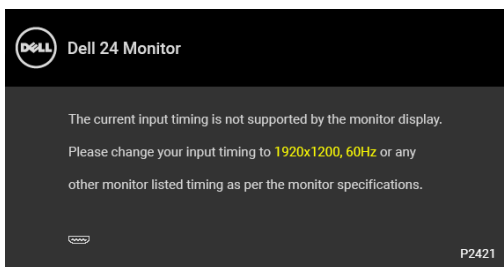 DELL Dell 24 Monitor
The current input timing is not supported by the monitor display.
Please change your input timing to 1920x1200, 60Hz or any
other monitor listed timing as per the monitor specifications.
P2421